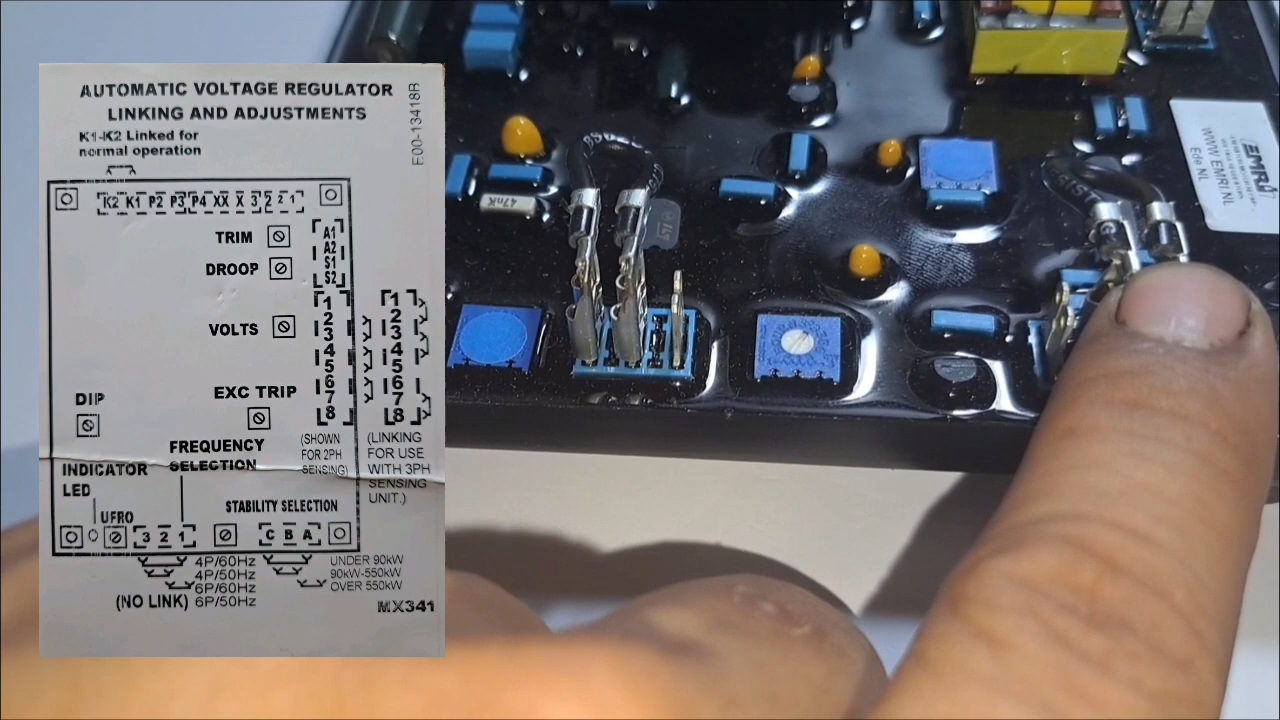 AUTOMATIC VOLTAGE REGULATOR
LINKING AND ADJUSTMENTS
E00-13418R
K1-K2 Linked for
normal operation
K2 K1 P2 P3 P4 XX X 3 2 2 1
TRIM
DROOP
A1
A2
S1
S2
VOLTS
1 1
2 2
3 3
4 4
5 5
6 6
7 7
8 8
EXC TRIP
DIP
(SHOWN
FOR 2PH
SENSING)
(LINKING
FOR USE
WITH 3PH
SENSING
UNIT.)
FREQUENCY
SELECTION
INDICATOR
LED
STABILITY SELECTION
UFRO
3 2 1
C B A
4P/60Hz
4P/50Hz
6P/60Hz
(NO LINK) 6P/50Hz
UNDER 90kW
90kW-550kW
OVER 550kW
MX341
47nK
EMRI
WWW.EMRI.NL
Ede NL